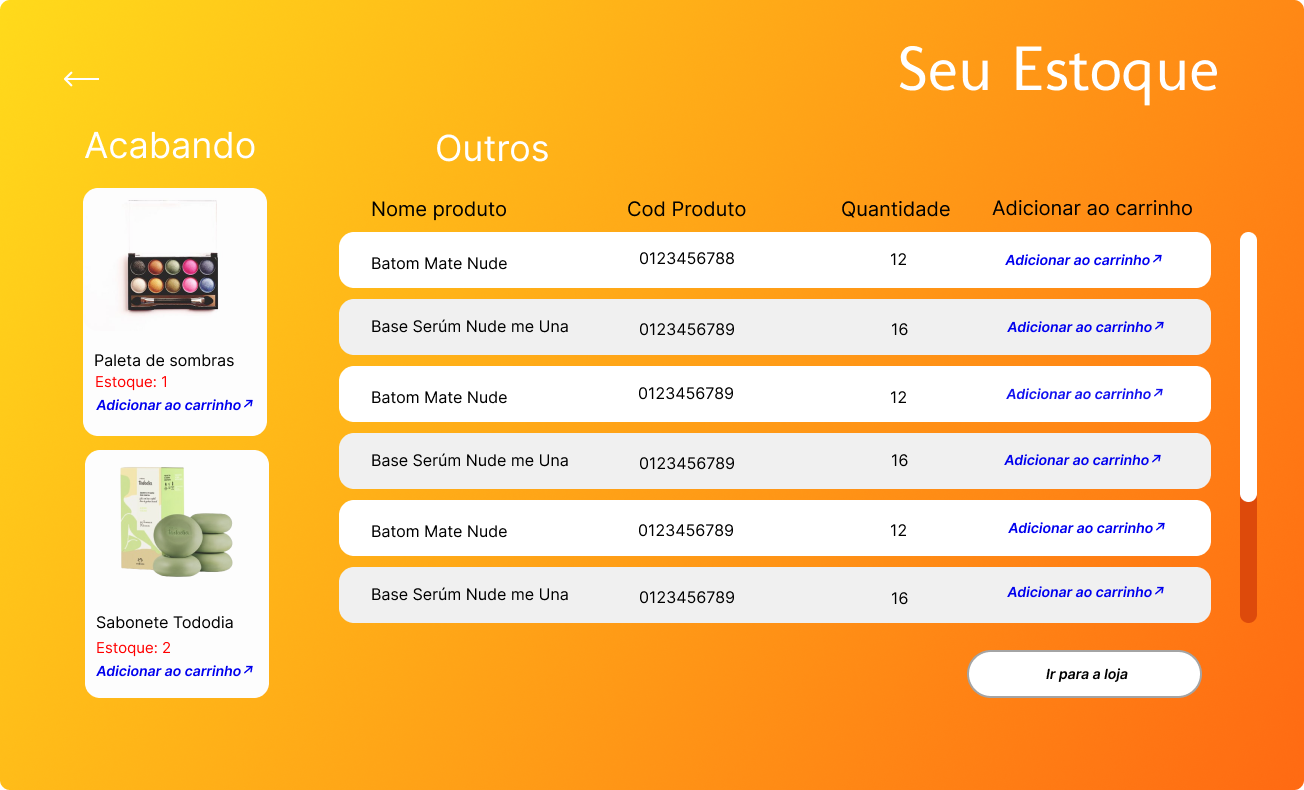 Seu Estoque
Acabando
Paleta de sombras
Estoque: 1
Adicionar ao carrinho↗
Tododia
Sabonete Tododia
Estoque: 2
Adicionar ao carrinho↗
Outros
Nome produto Cod Produto Quantidade Adicionar ao carrinho
Batom Mate Nude 0123456788 12 Adicionar ao carrinho↗
Base Serúm Nude me Una 0123456789 16 Adicionar ao carrinho↗
Batom Mate Nude 0123456789 12 Adicionar ao carrinho↗
Base Serúm Nude me Una 0123456789 16 Adicionar ao carrinho↗
Batom Mate Nude 0123456789 12 Adicionar ao carrinho↗
Base Serúm Nude me Una 0123456789 16 Adicionar ao carrinho↗
Ir para a loja